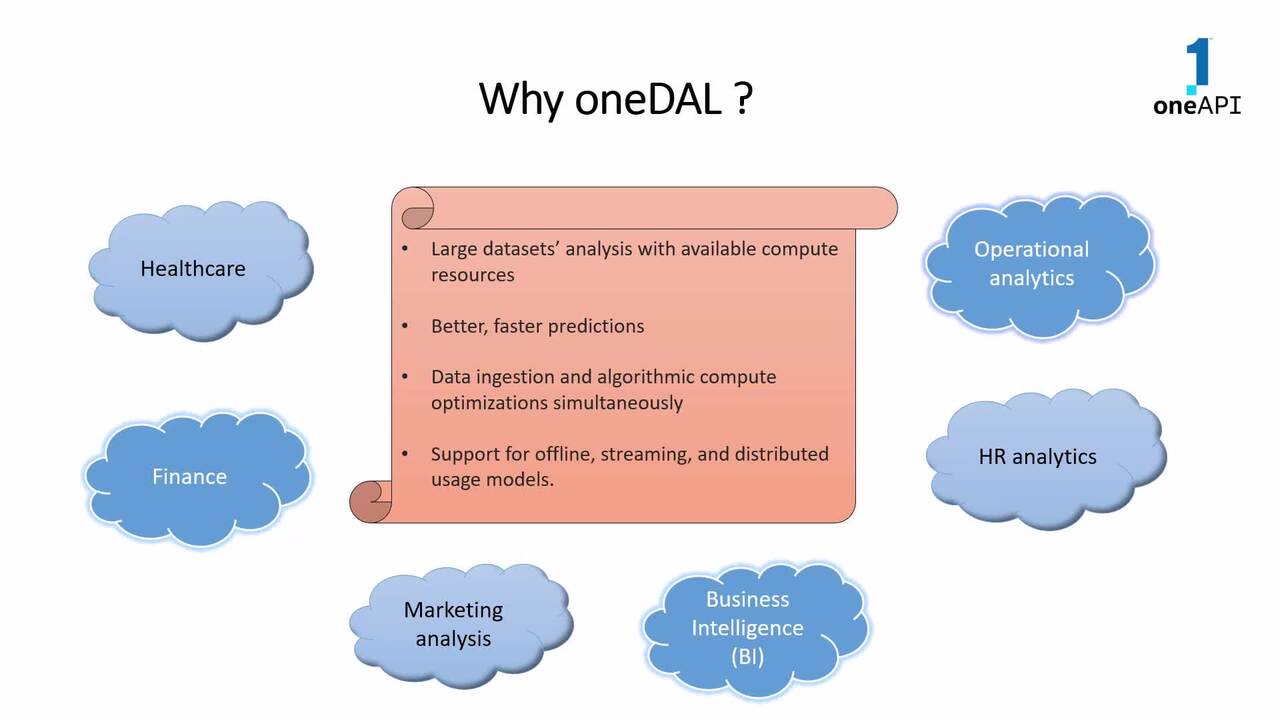 Why oneDAL ?
1
oneAPI
Healthcare
Finance
• Large datasets’ analysis with available compute
resources
• Better, faster predictions
• Data ingestion and algorithmic compute
optimizations simultaneously
• Support for offline, streaming, and distributed
usage models.
Operational
analytics
HR analytics
Marketing
analysis
Business
Intelligence
(BI)